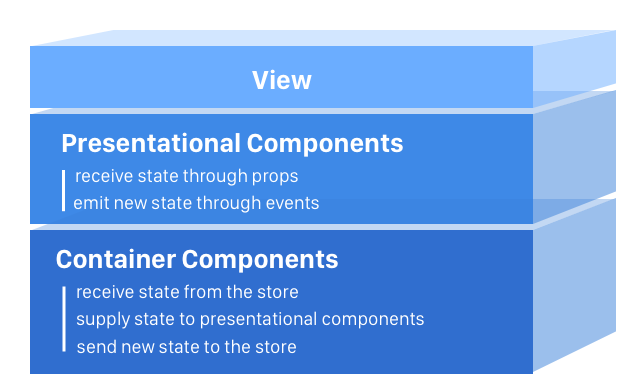 View
Presentational Components
receive state through props
emit new state through events
Container Components
receive state from the store
supply state to presentational components
send new state to the store